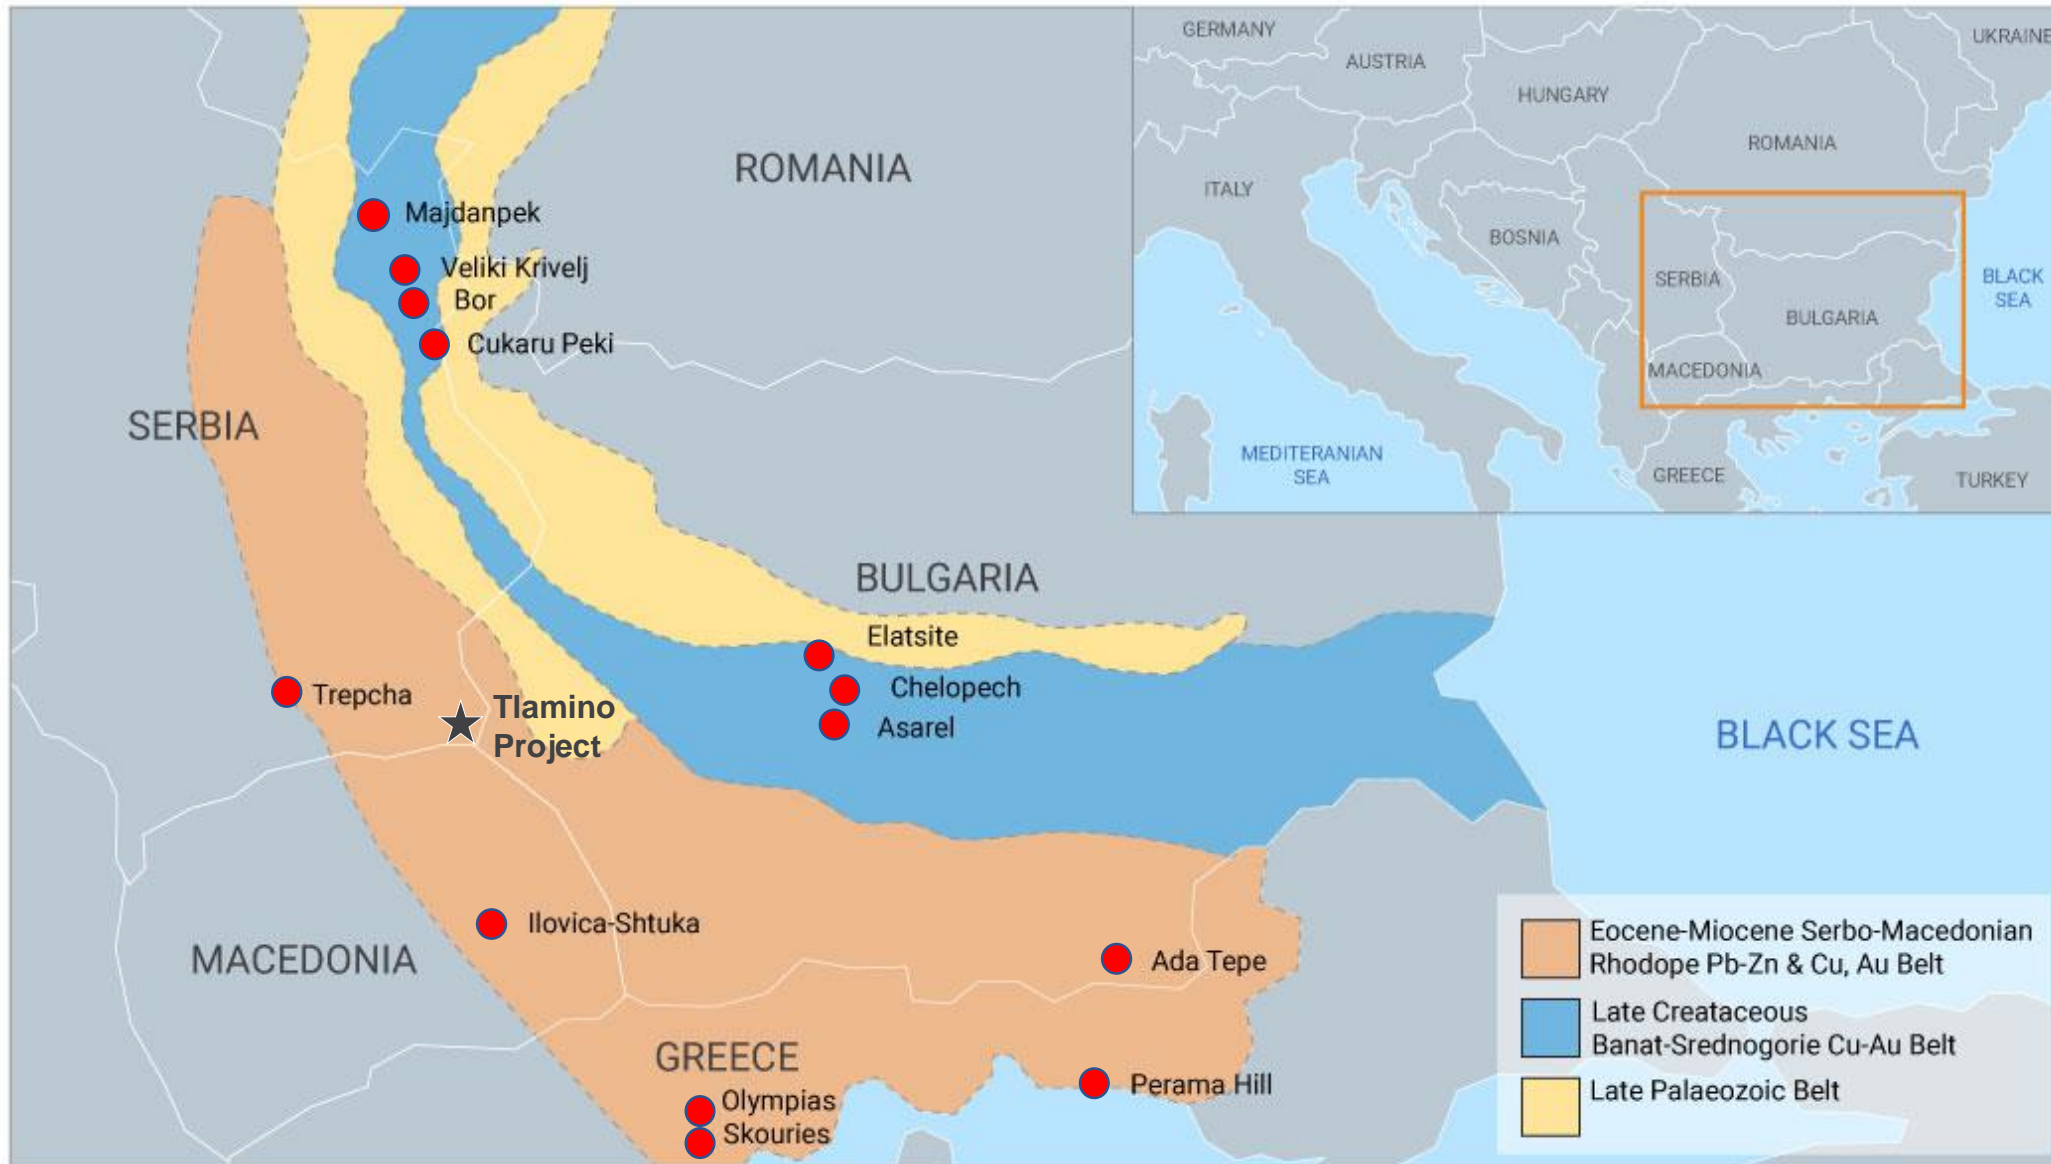 ROMANIA
Majdanpek
Veliki Krivelj
Bor
Cukaru Peki
SERBIA
BULGARIA
Elatsite
Chelopech
Asarel
Trepcha
Tlamino
Project
BLACK SEA
Ilovica-Shtuka
MACEDONIA
Ada Tepe
GREECE
Perama Hill
Olympias
Skouries
GERMANY
AUSTRIA
UKRAINE
HUNGARY
ROMANIA
ITALY
BOSNIA
SERBIA
BLACK
SEA
BULGARIA
MACEDONIA
MEDITERANIAN
SEA
GREECE
TURKEY
Eocene-Miocene Serbo-Macedonian
Rhodope Pb-Zn & Cu, Au Belt
Late Creataceous
Banat-Srednogorie Cu-Au Belt
Late Palaeozoic Belt